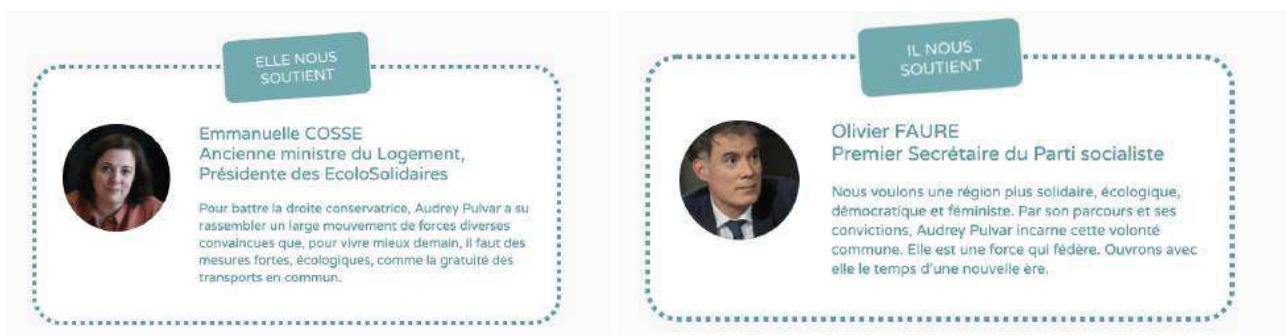 ELLE NOUS
SOUTIENT
Emmanuelle COSSE
Ancienne ministre du Logement,
Présidente des EcoloSolidaires
Pour battre la droite conservatrice, Audrey Pulvar a su
rassembler un large mouvement de forces diverses
convaincues que, pour vivre mieux demain, il faut des
mesures fortes, écologiques, comme la gratuité des
transports en commun.
IL NOUS
SOUTIENT
Olivier FAURE
Premier Secrétaire du Parti socialiste
Nous voulons une région plus solidaire, écologique,
démocratique et féministe. Par son parcours et ses
convictions, Audrey Pulvar incarne cette volonté
commune. Elle est une force qui fédère. Ouvrons avec
elle le temps d'une nouvelle ère.